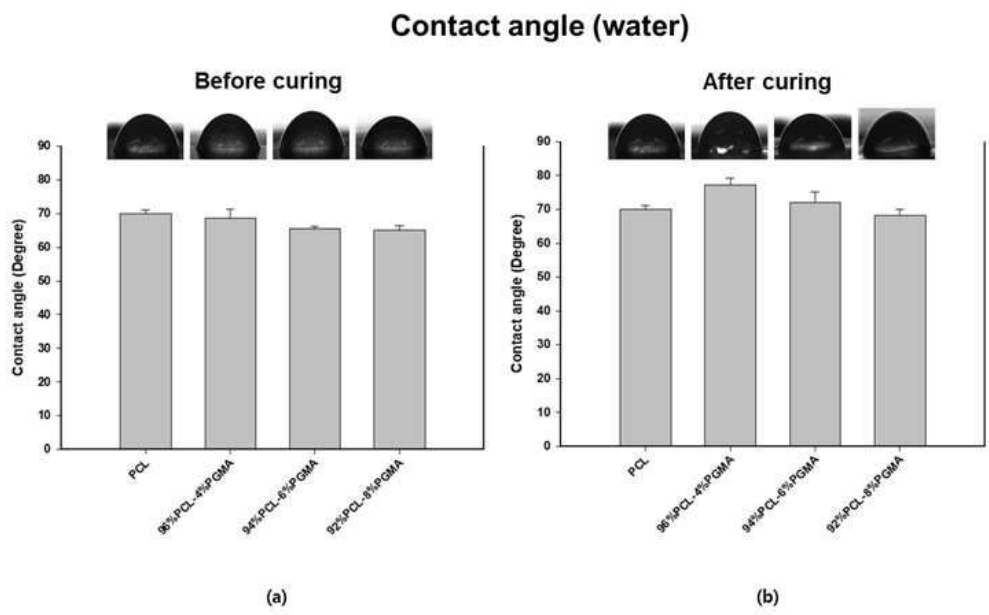 Contact angle (water)
Before curing
90
80
70
60
50
40
30
20
10
0
Contact angle (Degree)
PCL
96%PCL-4%PGMA
94%PCL-6%PGMA
92%PCL-8%PGMA
(a)
After curing
90
80
70
60
50
40
30
20
10
0
Contact angle (Degree)
PCL
96%PCL-4%PGMA
94%PCL-6%PGMA
92%PCL-8%PGMA
(b)